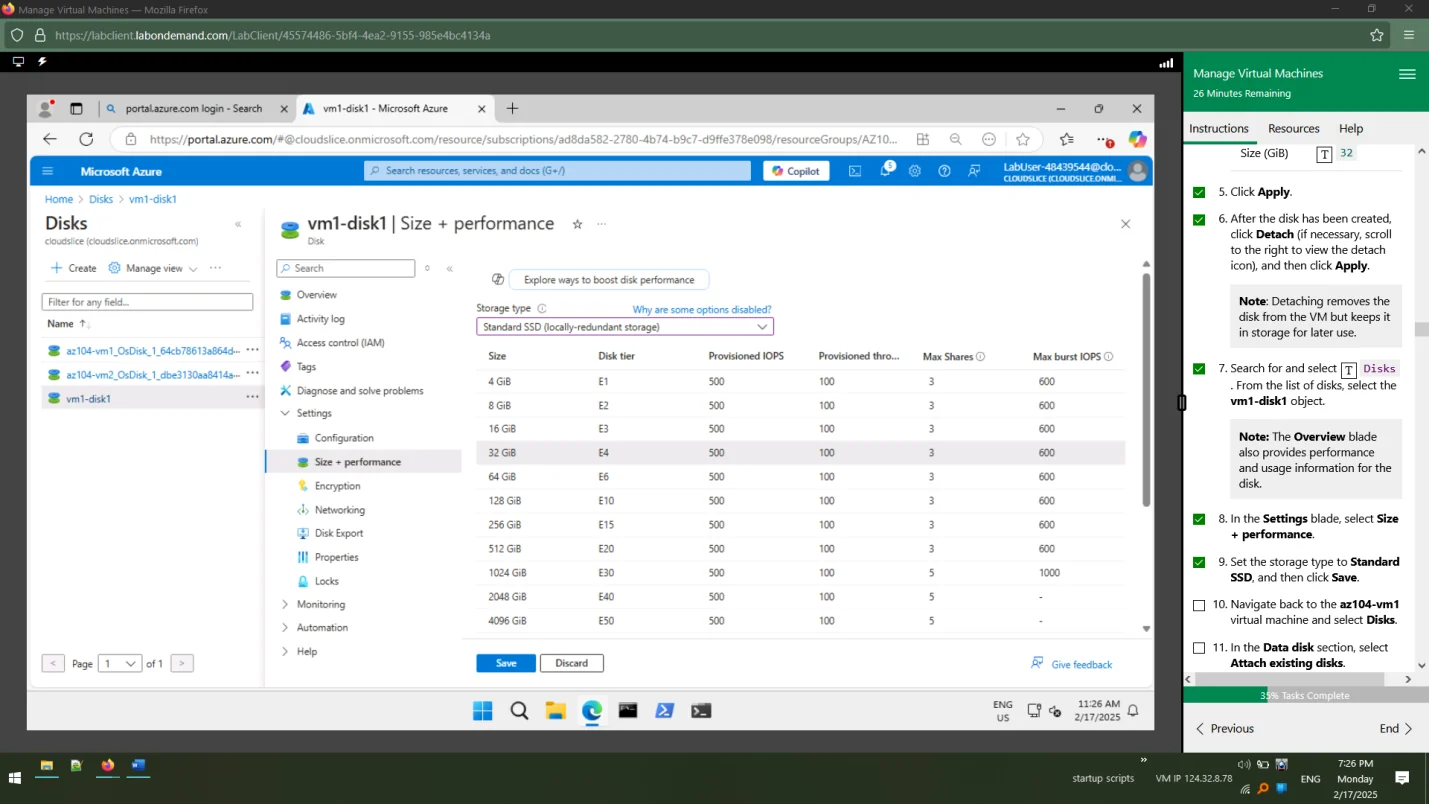 Manage Virtual Machines — Mozilla Firefox
https://labclient.labondemand.com/LabClient/45574486-5bf4-4ea2-9155-985e4bc4134a
portal.azure.com login - Search
vm1-disk1 - Microsoft Azure
https://portal.azure.com/#@cloudslice.onmicrosoft.com/resource/subscriptions/ad8da582-2780-4b74-b9c7-d9ffe378e098/resourceGroups/AZ10...
Microsoft Azure
Search resources, services, and docs (G+/)
Copilot
5
LabUser-48439544@clo...
CLOUDSLICE (CLOUDSLICE.ONMI...
Home > Disks > vm1-disk1
Disks
cloudslice (cloudslice.onmicrosoft.com)
Create
Manage view
...
Filter for any field...
Name
az104-vm1_OsDisk_1_64cb78613a864d...
az104-vm2_OsDisk_1_dbe3130aa8414a...
vm1-disk1
Page 1 of 1
vm1-disk1 | Size + performance
Disk
Search
Overview
Activity log
Access control (IAM)
Tags
Diagnose and solve problems
Settings
Configuration
Size + performance
Encryption
Networking
Disk Export
Properties
Locks
Monitoring
Automation
Help
Explore ways to boost disk performance
Storage type
Why are some options disabled?
Standard SSD (locally-redundant storage)
Size Disk tier Provisioned IOPS Provisioned thro... Max Shares Max burst IOPS
4 GiB E1 500 100 3 600
8 GiB E2 500 100 3 600
16 GiB E3 500 100 3 600
32 GiB E4 500 100 3 600
64 GiB E6 500 100 3 600
128 GiB E10 500 100 3 600
256 GiB E15 500 100 3 600
512 GiB E20 500 100 3 600
1024 GiB E30 500 100 5 1000
2048 GiB E40 500 100 5 -
4096 GiB E50 500 100 5 -
Save
Discard
Give feedback
ENG
US
11:26 AM
2/17/2025
Manage Virtual Machines
26 Minutes Remaining
Instructions
Resources
Help
Size (GiB) T 32
5. Click Apply.
6. After the disk has been created,
click Detach (if necessary, scroll
to the right to view the detach
icon), and then click Apply.
Note: Detaching removes the
disk from the VM but keeps it
in storage for later use.
7. Search for and select T Disks
. From the list of disks, select the
vm1-disk1 object.
Note: The Overview blade
also provides performance
and usage information for the
disk.
8. In the Settings blade, select Size
+ performance.
9. Set the storage type to Standard
SSD, and then click Save.
10. Navigate back to the az104-vm1
virtual machine and select Disks.
11. In the Data disk section, select
Attach existing disks.
35% Tasks Complete
Previous
End
startup scripts
VM IP 124.32.8.78
ENG
7:26 PM
Monday
2/17/2025